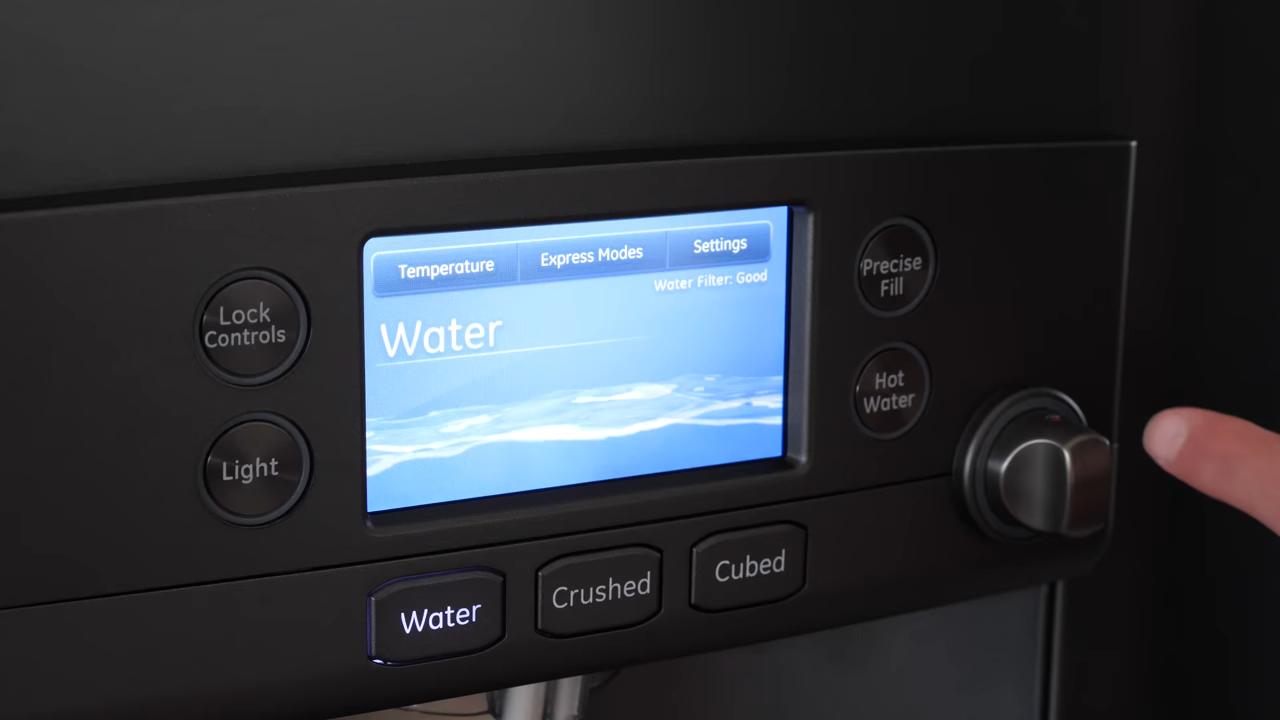 Temperature
Express Modes
Settings
Water Filter: Good
Water
Lock
Controls
Light
Precise
Fill
Hot
Water
Water
Crushed
Cubed